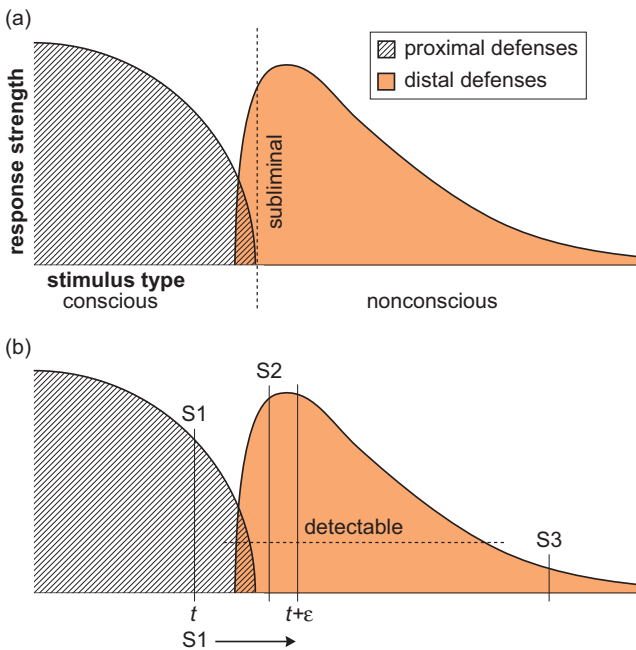 (a)
proximal defenses
distal defenses
response strength
subliminal
stimulus type
conscious
nonconscious
(b)
S2
S1
detectable
S3
t
t+ε
S1